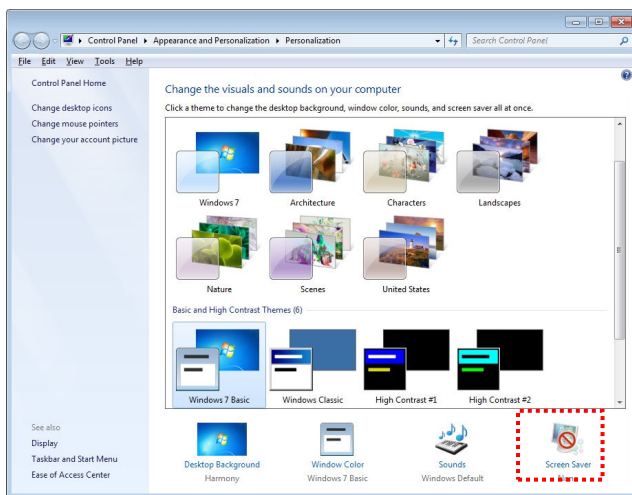 Control Panel ▸ Appearance and Personalization ▸ Personalization
Search Control Panel
File Edit View Tools Help
Control Panel Home
Change desktop icons
Change mouse pointers
Change your account picture
Change the visuals and sounds on your computer
Click a theme to change the desktop background, window color, sounds, and screen saver all at once.
Windows 7 Architecture Characters Landscapes
Nature Scenes United States
Basic and High Contrast Themes (6)
Windows 7 Basic Windows Classic High Contrast #1 High Contrast #2
See also
Display
Taskbar and Start Menu
Ease of Access Center
Desktop Background Window Color Sounds Screen Saver
Harmony Windows 7 Basic Windows Default